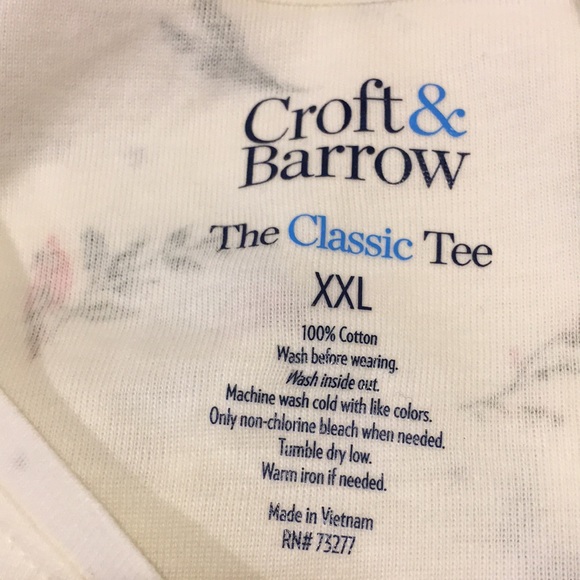 Croft&
Barrow
The Classic Tee
XXL
100% Cotton
Wash before wearing.
Wash inside out.
Machine wash cold with like colors.
Only non-chlorine bleach when needed.
Tumble dry low.
Warm iron if needed.
Made in Vietnam
RN# 73277